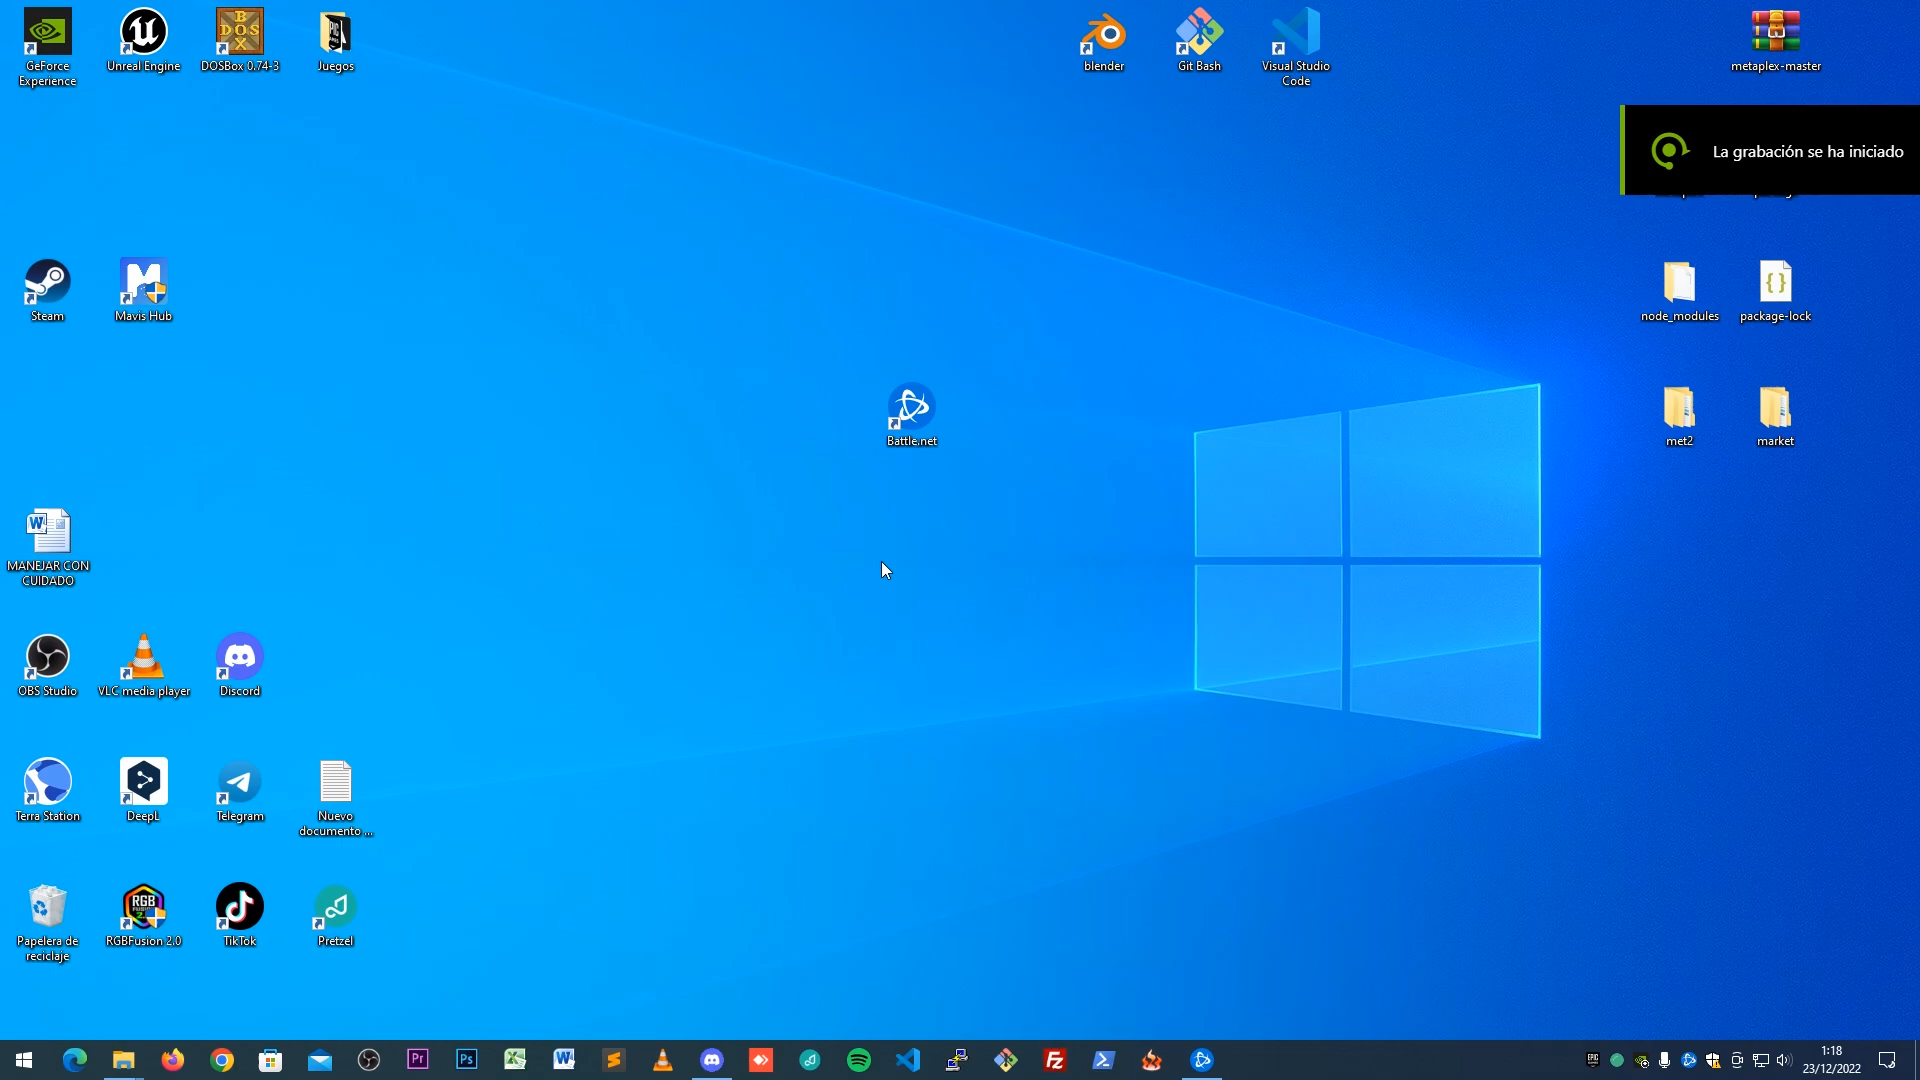 GeForce
Experience
Unreal Engine
DOSBox 0.74-3
Juegos
blender
Git Bash
Visual Studio
Code
metaplex-master
La grabación se ha iniciado
Steam
Mavis Hub
node_modules
package-lock
Battle.net
met2
market
MANEJAR CON
CUIDADO
OBS Studio
VLC media player
Discord
Terra Station
DeepL
Telegram
Nuevo
documento ...
Papelera de
reciclaje
RGBFusion 2.0
TikTok
Pretzel
1:18
23/12/2022